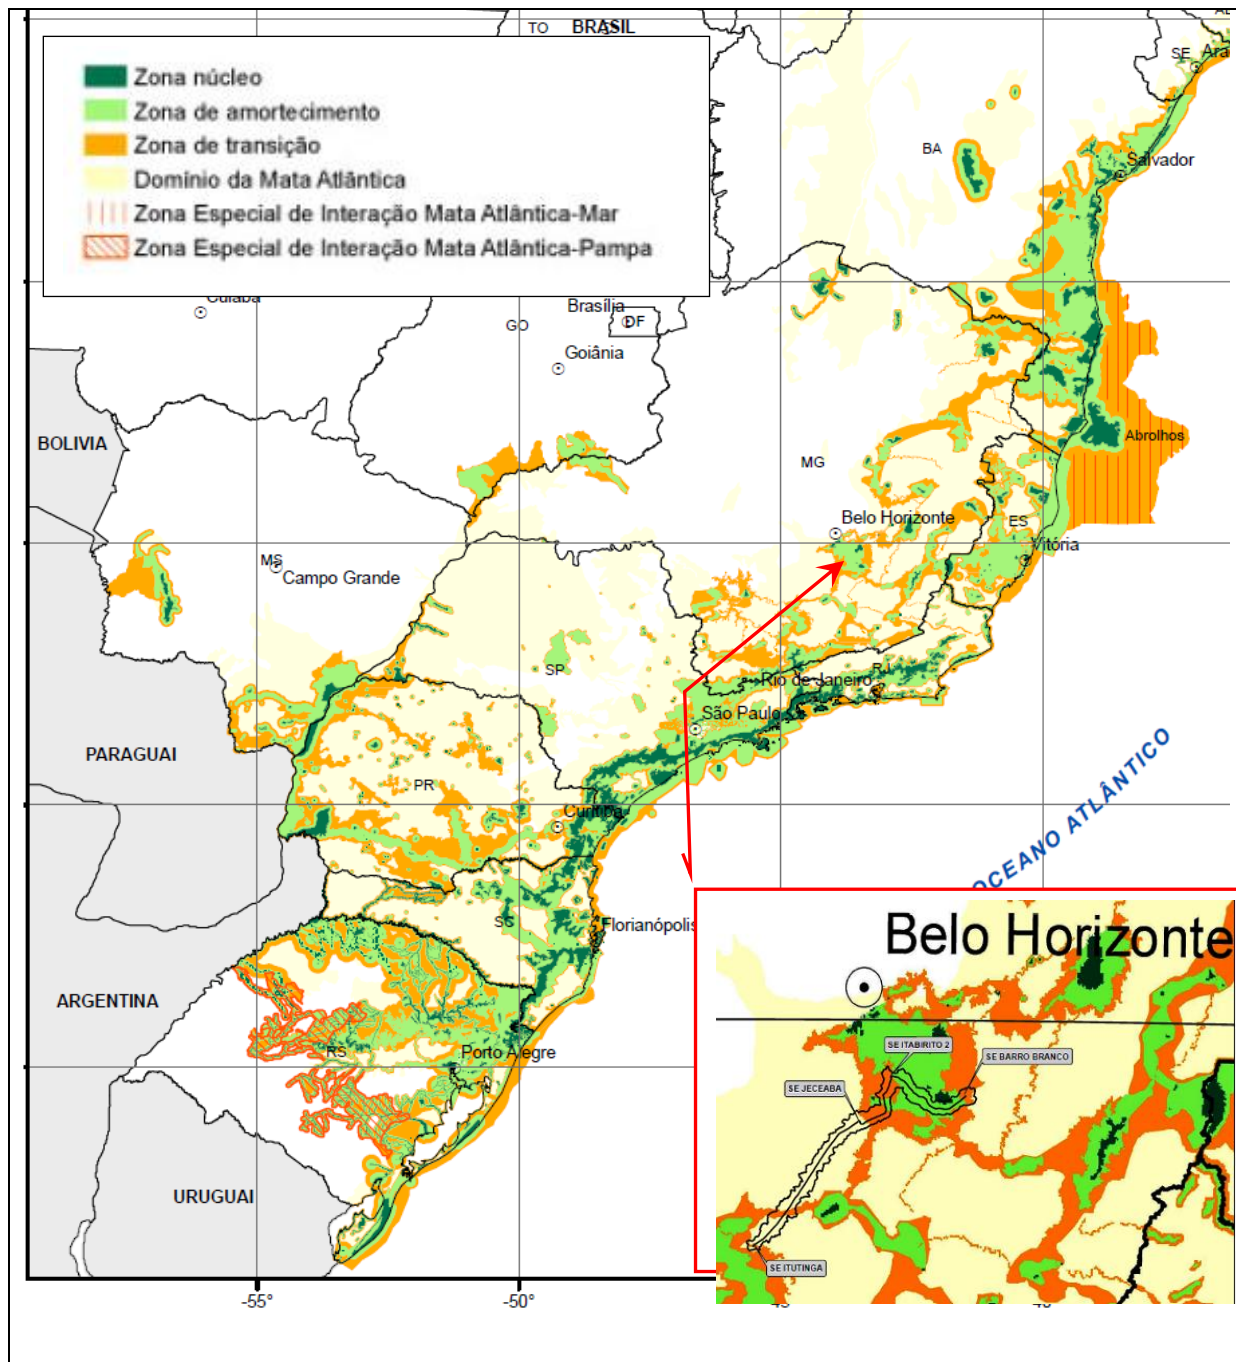 TO
BRASIL
Zona núcleo
Zona de amortecimento
Zona de transição
Domínio da Mata Atlântica
Zona Especial de Interação Mata Atlântica-Mar
Zona Especial de Interação Mata Atlântica-Pampa
SE
Ara
BA
Salvador
Cuiabá
Brasília
DF
GO
Goiânia
BOLIVIA
Abrolhos
MG
Belo Horizonte
ES
Vitória
MS
Campo Grande
SP
RJ
Rio de Janeiro
São Paulo
PARAGUAI
PR
Curitiba
OCEANO ATLÂNTICO
SC
Florianópolis
ARGENTINA
RS
Porto Alegre
URUGUAI
Belo Horizonte
SE ITABIRITO 2
SE BARRO BRANCO
SE JECEABA
SE ITUTINGA
-55°
-50°